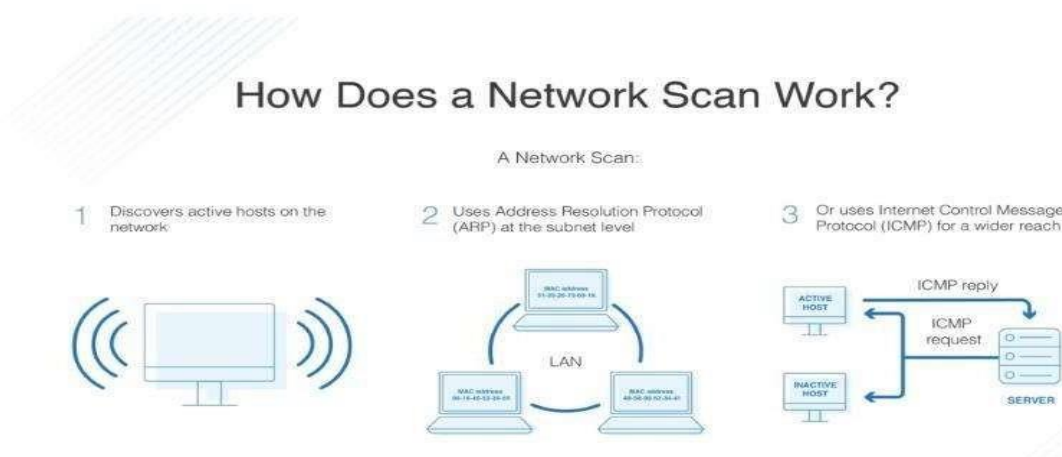 How Does a Network Scan Work?
A Network Scan:
1 Discovers active hosts on the
network
2 Uses Address Resolution Protocol
(ARP) at the subnet level
3 Or uses Internet Control Message
Protocol (ICMP) for a wider reach
MAC address
LAN
MAC address
MAC address
ACTIVE
HOST
ICMP reply
ICMP
request
INACTIVE
HOST
SERVER